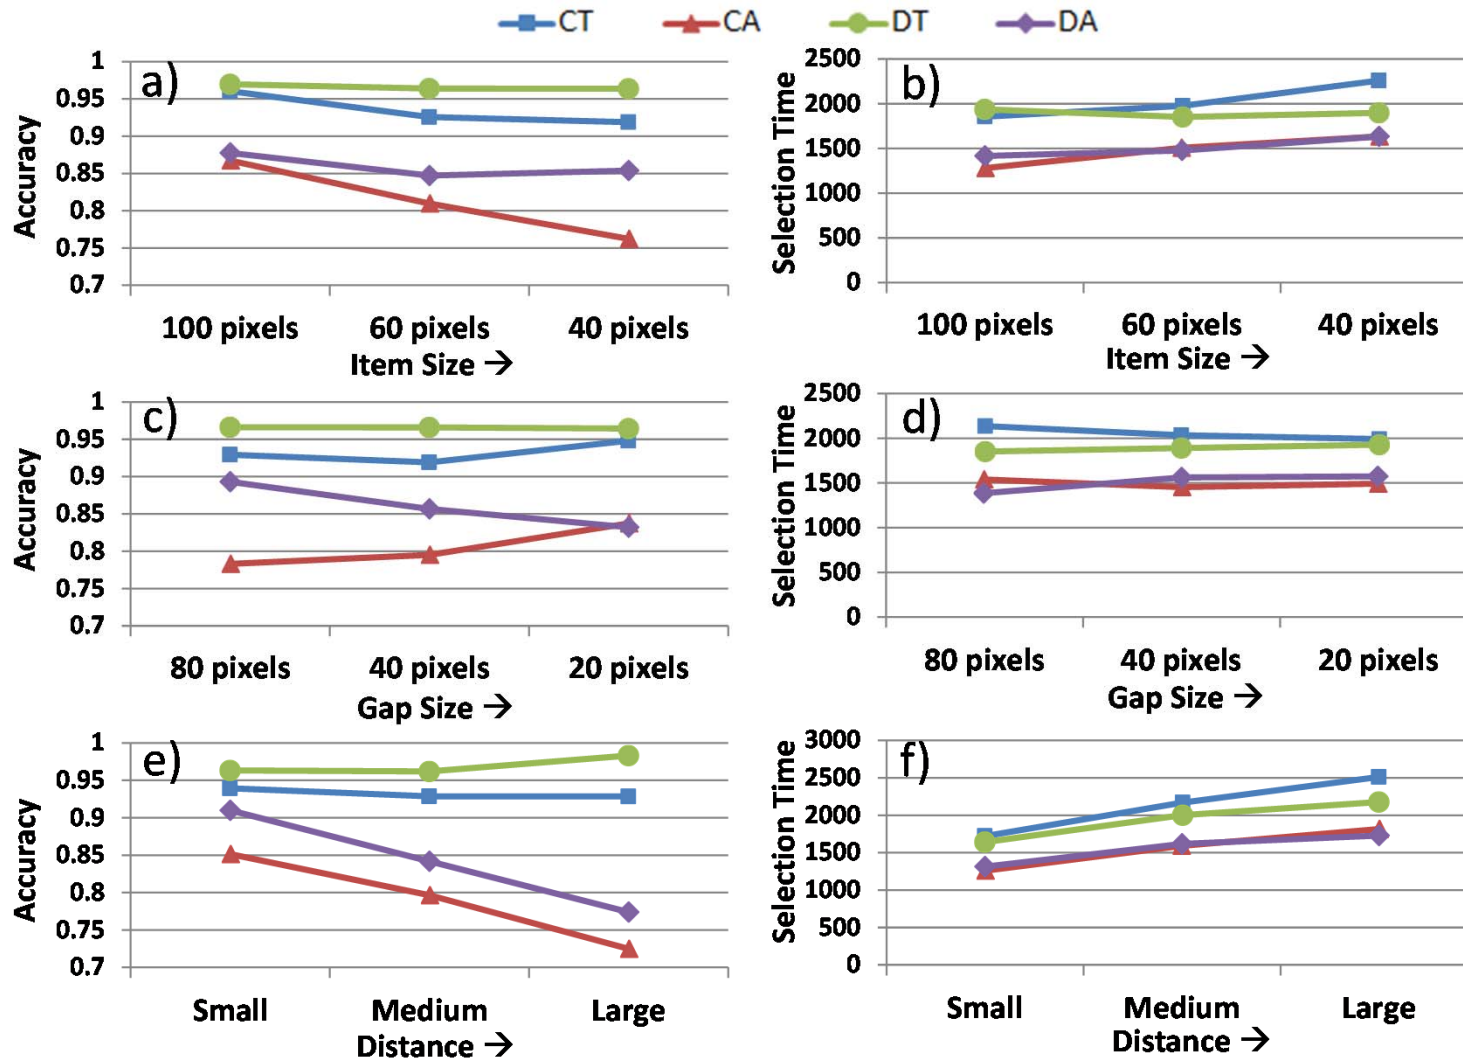 CT CA DT DA
a)
Accuracy
1
0.95
0.9
0.85
0.8
0.75
0.7
100 pixels 60 pixels 40 pixels
Item Size →
b)
Selection Time
2500
2000
1500
1000
500
0
100 pixels 60 pixels 40 pixels
Item Size →
c)
Accuracy
1
0.95
0.9
0.85
0.8
0.75
0.7
80 pixels 40 pixels 20 pixels
Gap Size →
d)
Selection Time
2500
2000
1500
1000
500
0
80 pixels 40 pixels 20 pixels
Gap Size →
e)
Accuracy
1
0.95
0.9
0.85
0.8
0.75
0.7
Small Medium Large
Distance →
f)
Selection Time
3000
2500
2000
1500
1000
500
0
Small Medium Large
Distance →